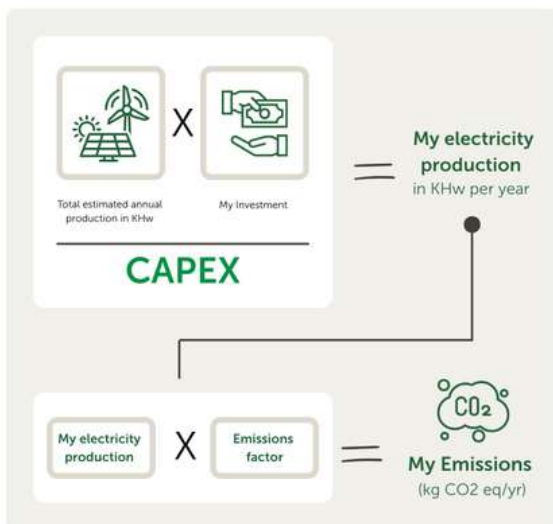 X
Total estimated annual
production in KHw
My Investment
CAPEX
=
My electricity
production
in KHw per year
My electricity
production
X
Emissions
factor
=
CO2
My Emissions
(kg CO2 eq/yr)